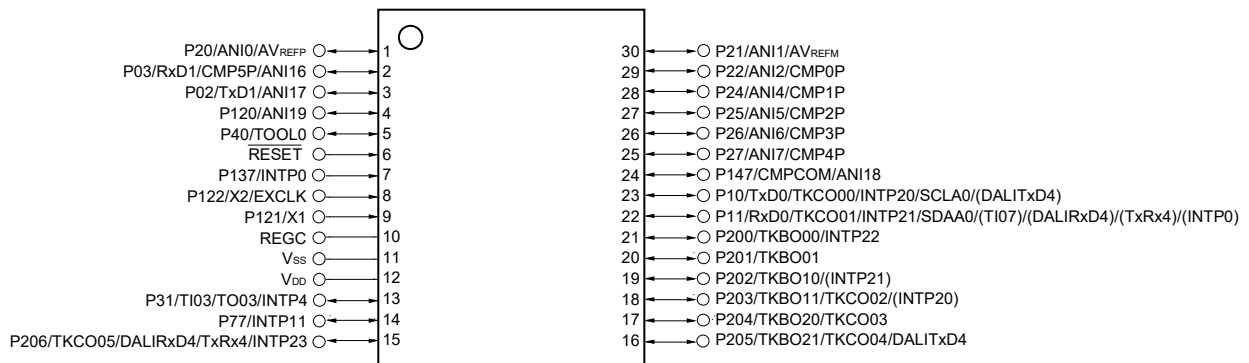 P20/ANI0/AVREFP 1 30 P21/ANI1/AVREFM
P03/RxD1/CMP5P/ANI16 2 29 P22/ANI2/CMP0P
P02/TxD1/ANI17 3 28 P24/ANI4/CMP1P
P120/ANI19 4 27 P25/ANI5/CMP2P
P40/TOOL0 5 26 P26/ANI6/CMP3P
RESET 6 25 P27/ANI7/CMP4P
P137/INTP0 7 24 P147/CMPCOM/ANI18
P122/X2/EXCLK 8 23 P10/TxD0/TKCO00/INTP20/SCLA0/(DALITxD4)
P121/X1 9 22 P11/RxD0/TKCO01/INTP21/SDAA0/(TI07)/(DALIRxD4)/(TxRx4)/(INTP0)
REGC 10 21 P200/TKBO00/INTP22
VSS 11 20 P201/TKBO01
VDD 12 19 P202/TKBO10/(INTP21)
P31/TI03/TO03/INTP4 13 18 P203/TKBO11/TKCO02/(INTP20)
P77/INTP11 14 17 P204/TKBO20/TKCO03
P206/TKCO05/DALIRxD4/TxRx4/INTP23 15 16 P205/TKBO21/TKCO04/DALITxD4